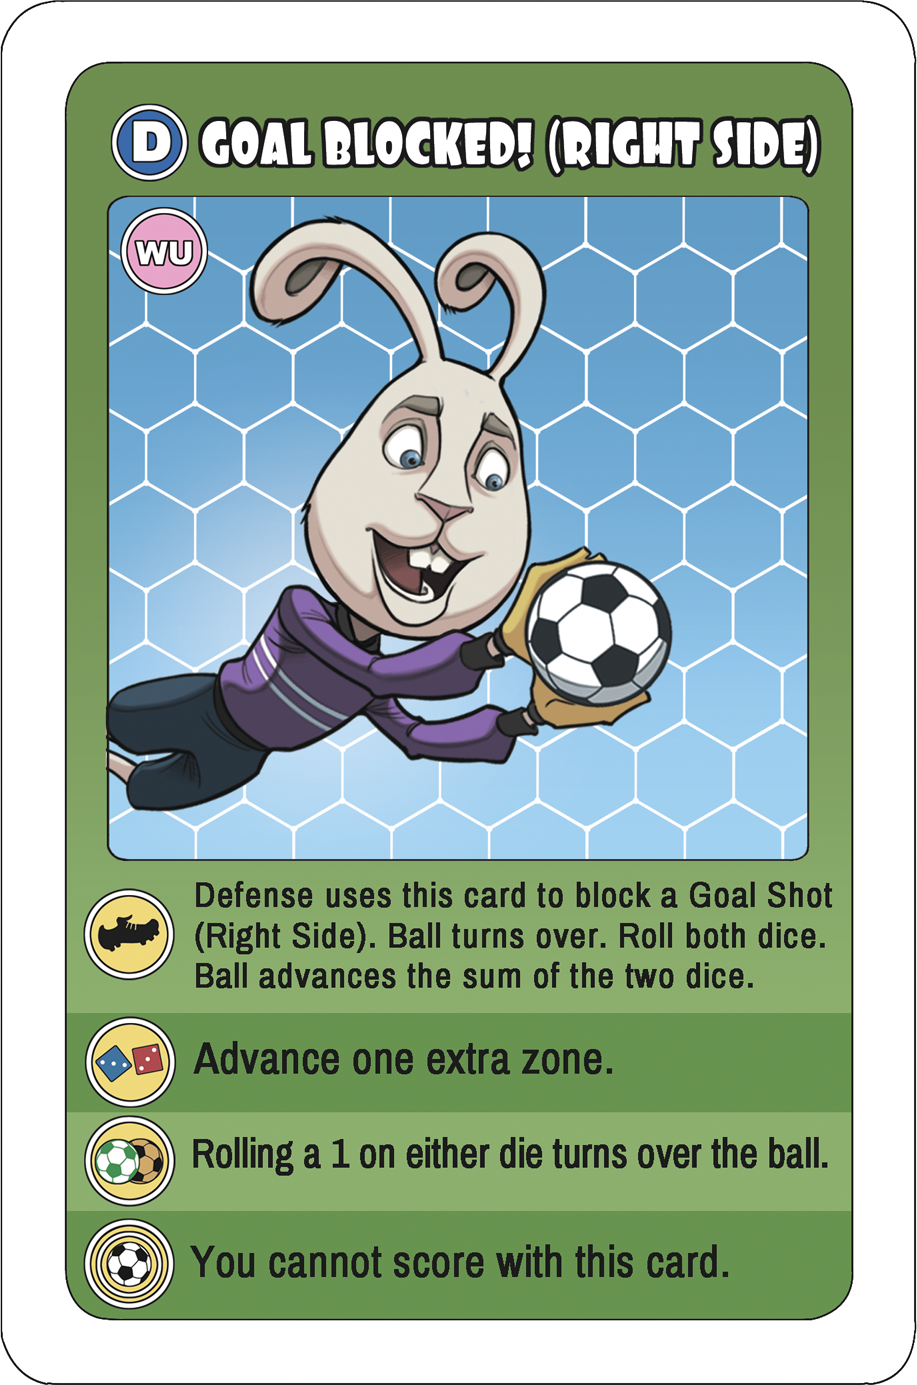 D GOAL BLOCKED! (RIGHT SIDE)
WU
Defense uses this card to block a Goal Shot
(Right Side). Ball turns over. Roll both dice.
Ball advances the sum of the two dice.
Advance one extra zone.
Rolling a 1 on either die turns over the ball.
You cannot score with this card.